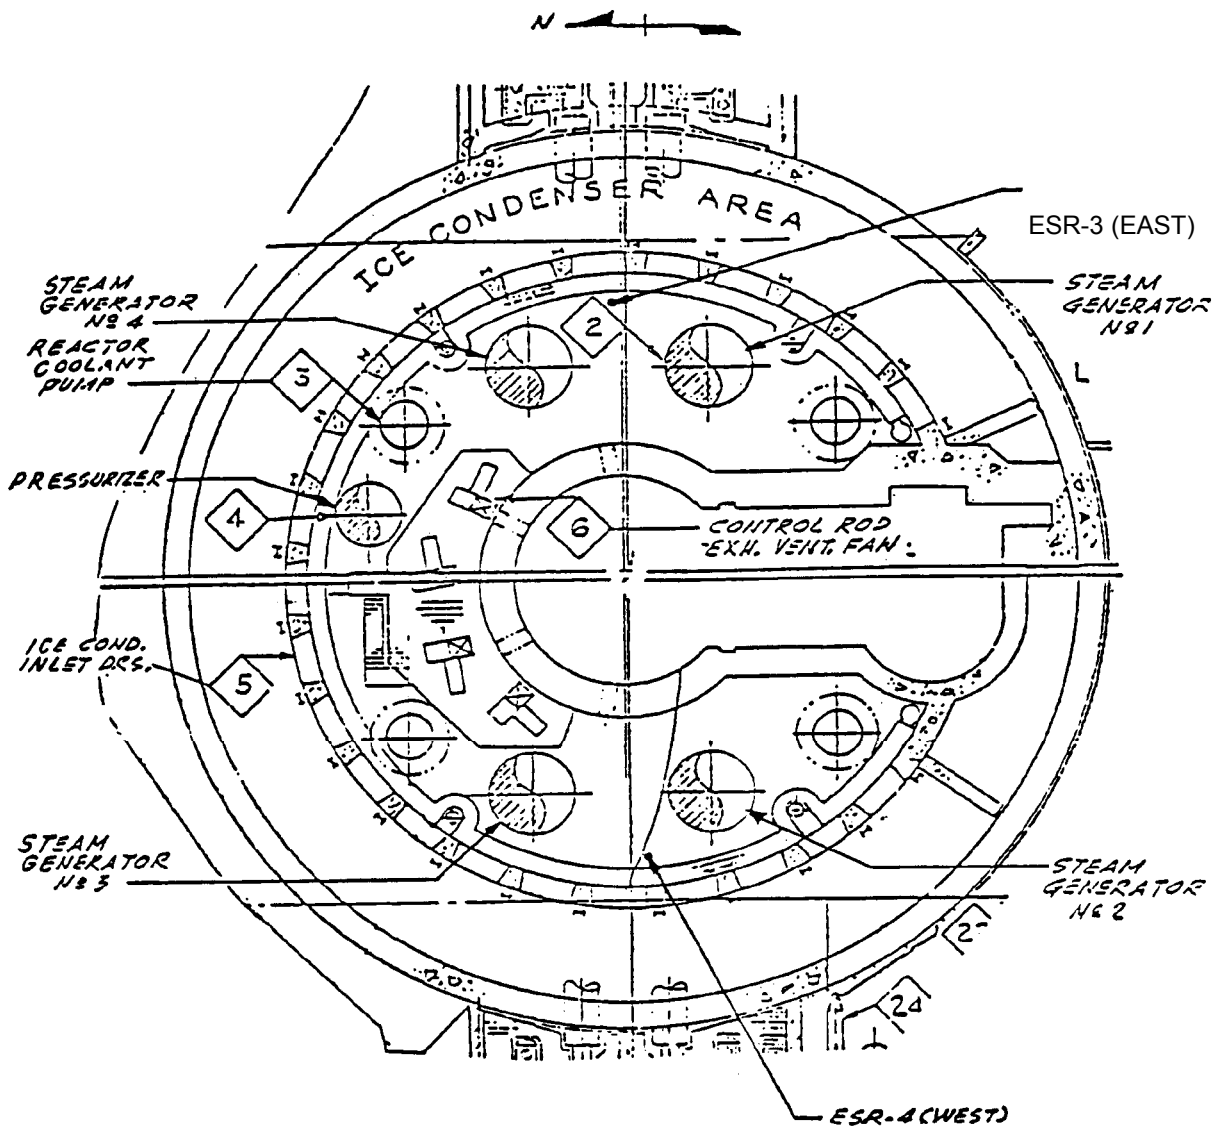 N
ICE CONDENSER AREA
ESR-3 (EAST)
STEAM
GENERATOR
Nº 4
STEAM
GENERATOR
Nº 1
2
REACTOR
COOLANT
PUMP
3
L
PRESSURIZER
4
6
CONTROL ROD
EXH. VENT. FAN
ICE COND.
INLET DRS.
5
STEAM
GENERATOR
Nº 3
STEAM
GENERATOR
Nº 2
24
ESR-4 (WEST)